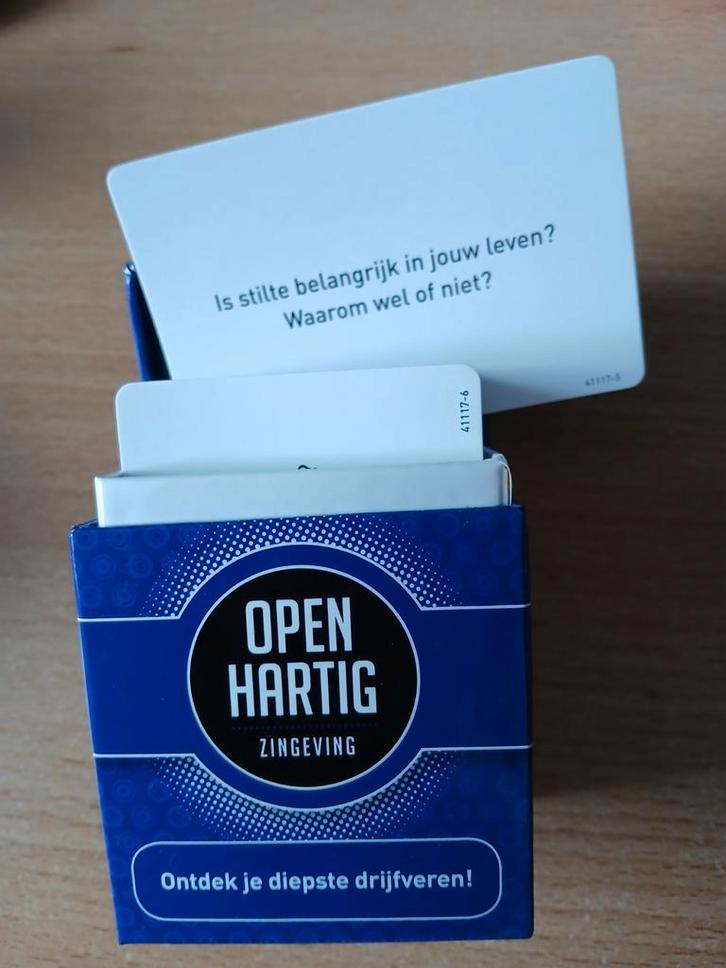 Is stilte belangrijk in jouw leven?
Waarom wel of niet?
41117-5
41117-6
OPEN
HARTIG
ZINGEVING
Ontdek je diepste drijfveren!